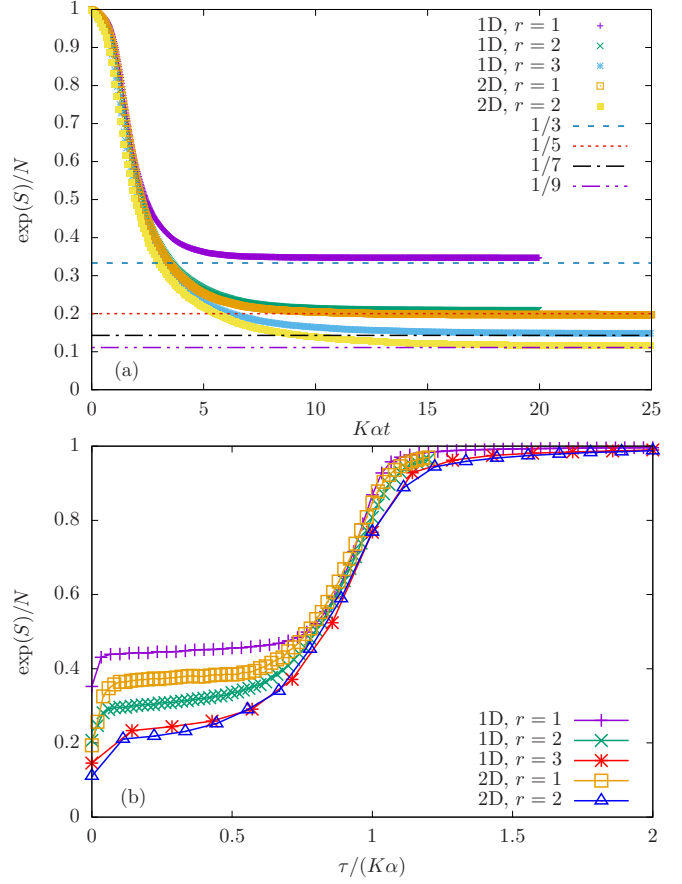 1
0.9
0.8
0.7
0.6
0.5
0.4
0.3
0.2
0.1
0
exp(S)/N
1D, r = 1
1D, r = 2
1D, r = 3
2D, r = 1
2D, r = 2
1/3
1/5
1/7
1/9
(a)
0 5 10 15 20 25
Kαt
1
0.8
0.6
0.4
0.2
0
exp(S)/N
1D, r = 1
1D, r = 2
1D, r = 3
2D, r = 1
2D, r = 2
(b)
0 0.5 1 1.5 2
τ/(Kα)